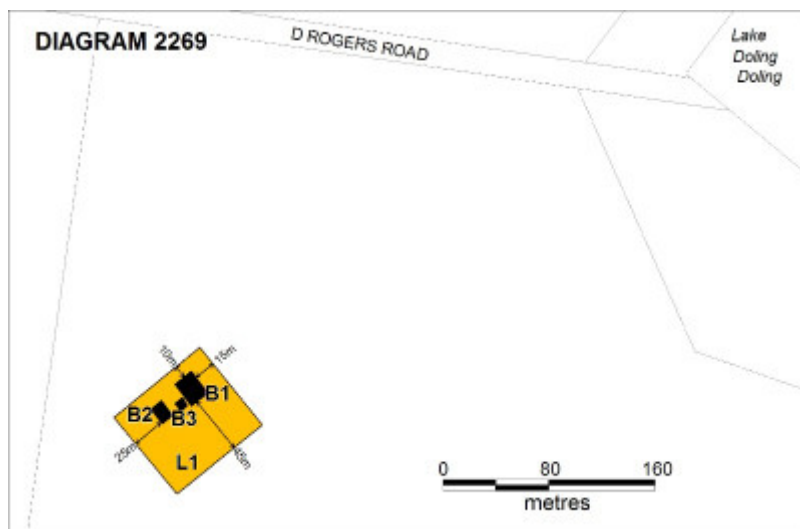 DIAGRAM 2269
D ROGERS ROAD
Lake
Doling
Doling
10m
15m
B1
B2
B3
25m
45m
L1
0 80 160
metres